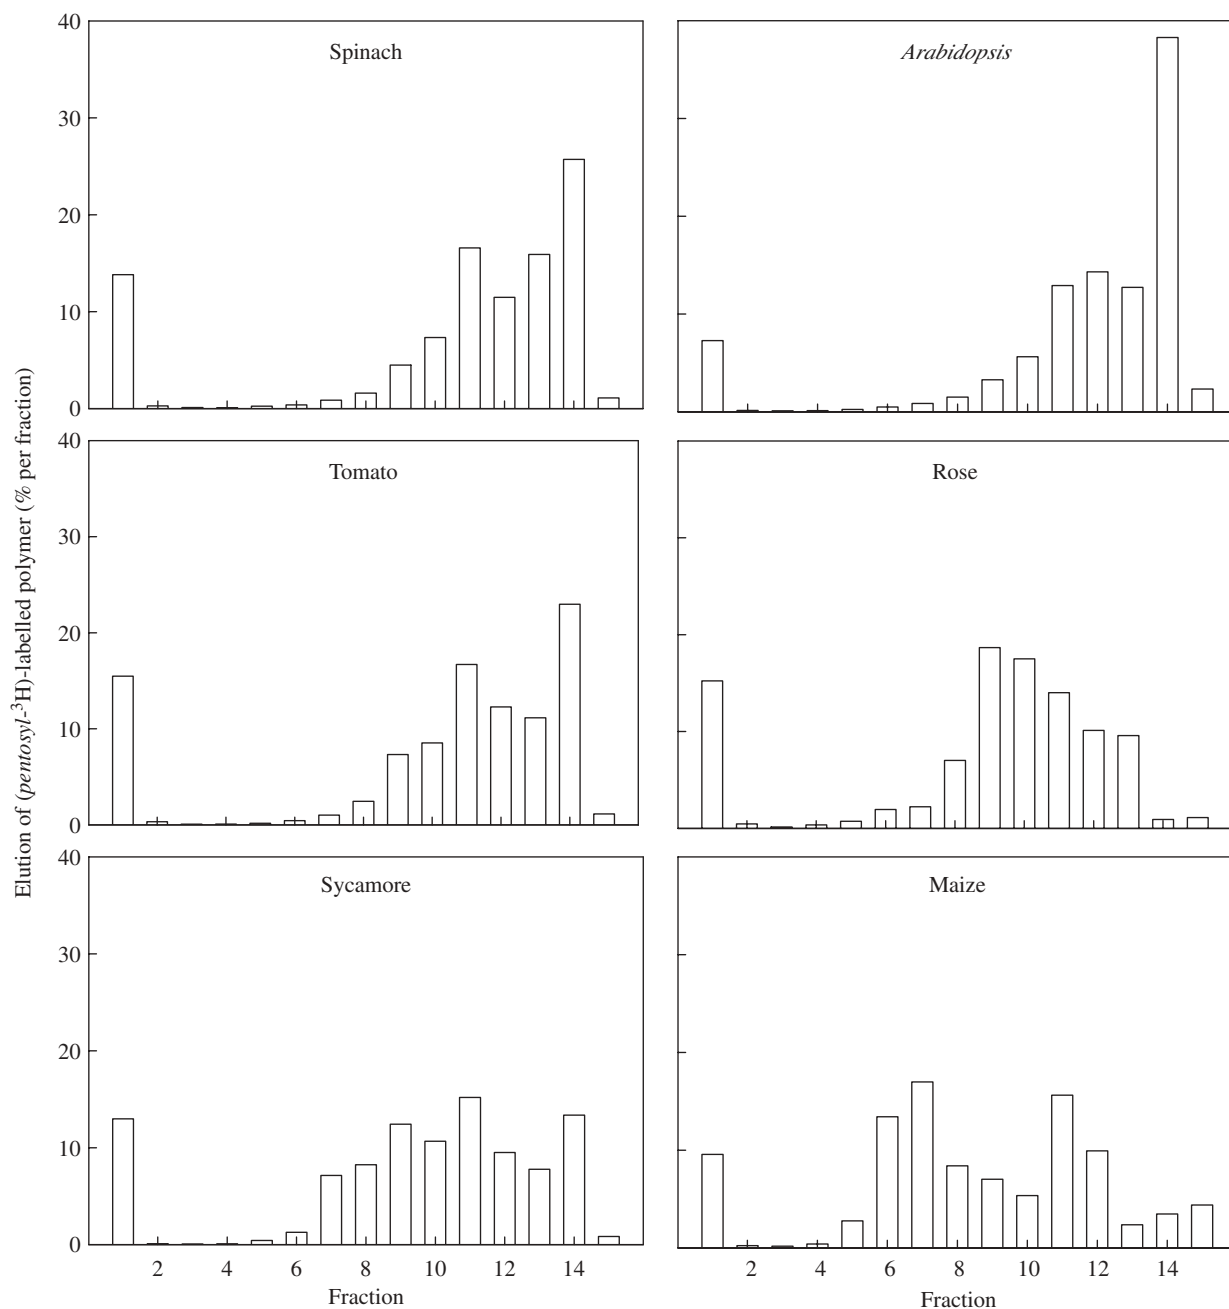 Elution of (pentosyl-³H)-labelled polymer (% per fraction)
40
30
20
10
0
Spinach
Arabidopsis
40
30
20
10
0
Tomato
Rose
40
30
20
10
0
Sycamore
Maize
2 4 6 8 10 12 14
Fraction
2 4 6 8 10 12 14
Fraction